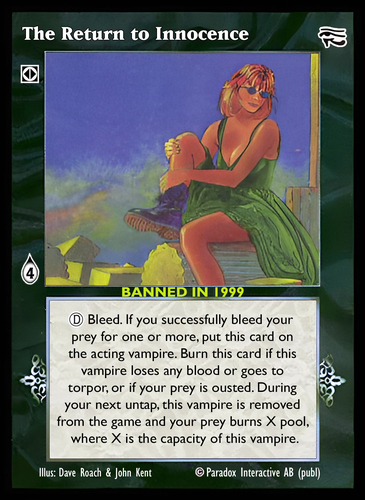 The Return to Innocence
4
BANNED IN 1999
Ⓓ Bleed. If you successfully bleed your
prey for one or more, put this card on
the acting vampire. Burn this card if this
vampire loses any blood or goes to
torpor, or if your prey is ousted. During
your next untap, this vampire is removed
from the game and your prey burns X pool,
where X is the capacity of this vampire.
Illus: Dave Roach & John Kent © Paradox Interactive AB (publ)